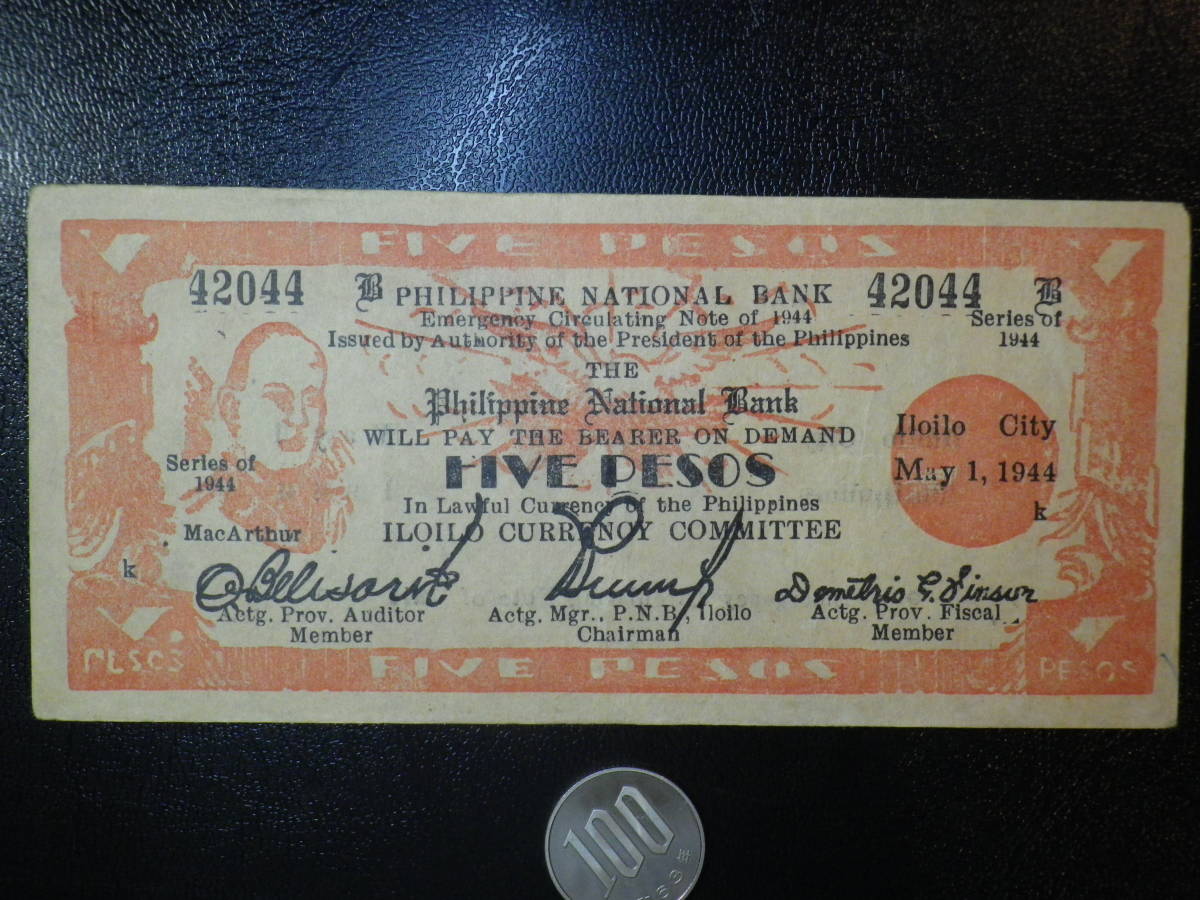 FIVE PESOS
42044 B PHILIPPINE NATIONAL BANK 42044 B
Emergency Circulating Note of 1944
Series of
1944
Issued by Authority of the President of the Philippines
THE
Philippine National Bank
WILL PAY THE BEARER ON DEMAND
FIVE PESOS
Iloilo City
May 1, 1944
k
Series of
1944
In Lawful Currency of the Philippines
MacArthur
ILOILO CURRENCY COMMITTEE
k
Demetrio G. Vinson
Actg. Prov. Auditor
Member
Actg. Mgr., P.N.B., Iloilo
Chairman
Actg. Prov. Fiscal
Member
PESOS
FIVE PESOS
PESOS
100